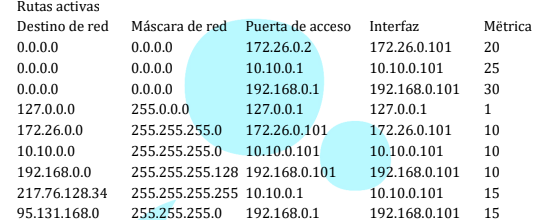 Rutas activas
Destino de red Máscara de red Puerta de acceso Interfaz Mëtrica
0.0.0.0 0.0.0.0 172.26.0.2 172.26.0.101 20
0.0.0.0 0.0.0.0 10.10.0.1 10.10.0.101 25
0.0.0.0 0.0.0.0 192.168.0.1 192.168.0.101 30
127.0.0.0 255.0.0.0 127.0.0.1 127.0.0.1 1
172.26.0.0 255.255.255.0 172.26.0.101 172.26.0.101 10
10.10.0.0 255.255.255.0 10.10.0.101 10.10.0.101 10
192.168.0.0 255.255.255.128 192.168.0.101 192.168.0.101 10
217.76.128.34 255.255.255.255 10.10.0.1 10.10.0.101 15
95.131.168.0 255.255.255.0 192.168.0.1 192.168.0.101 15